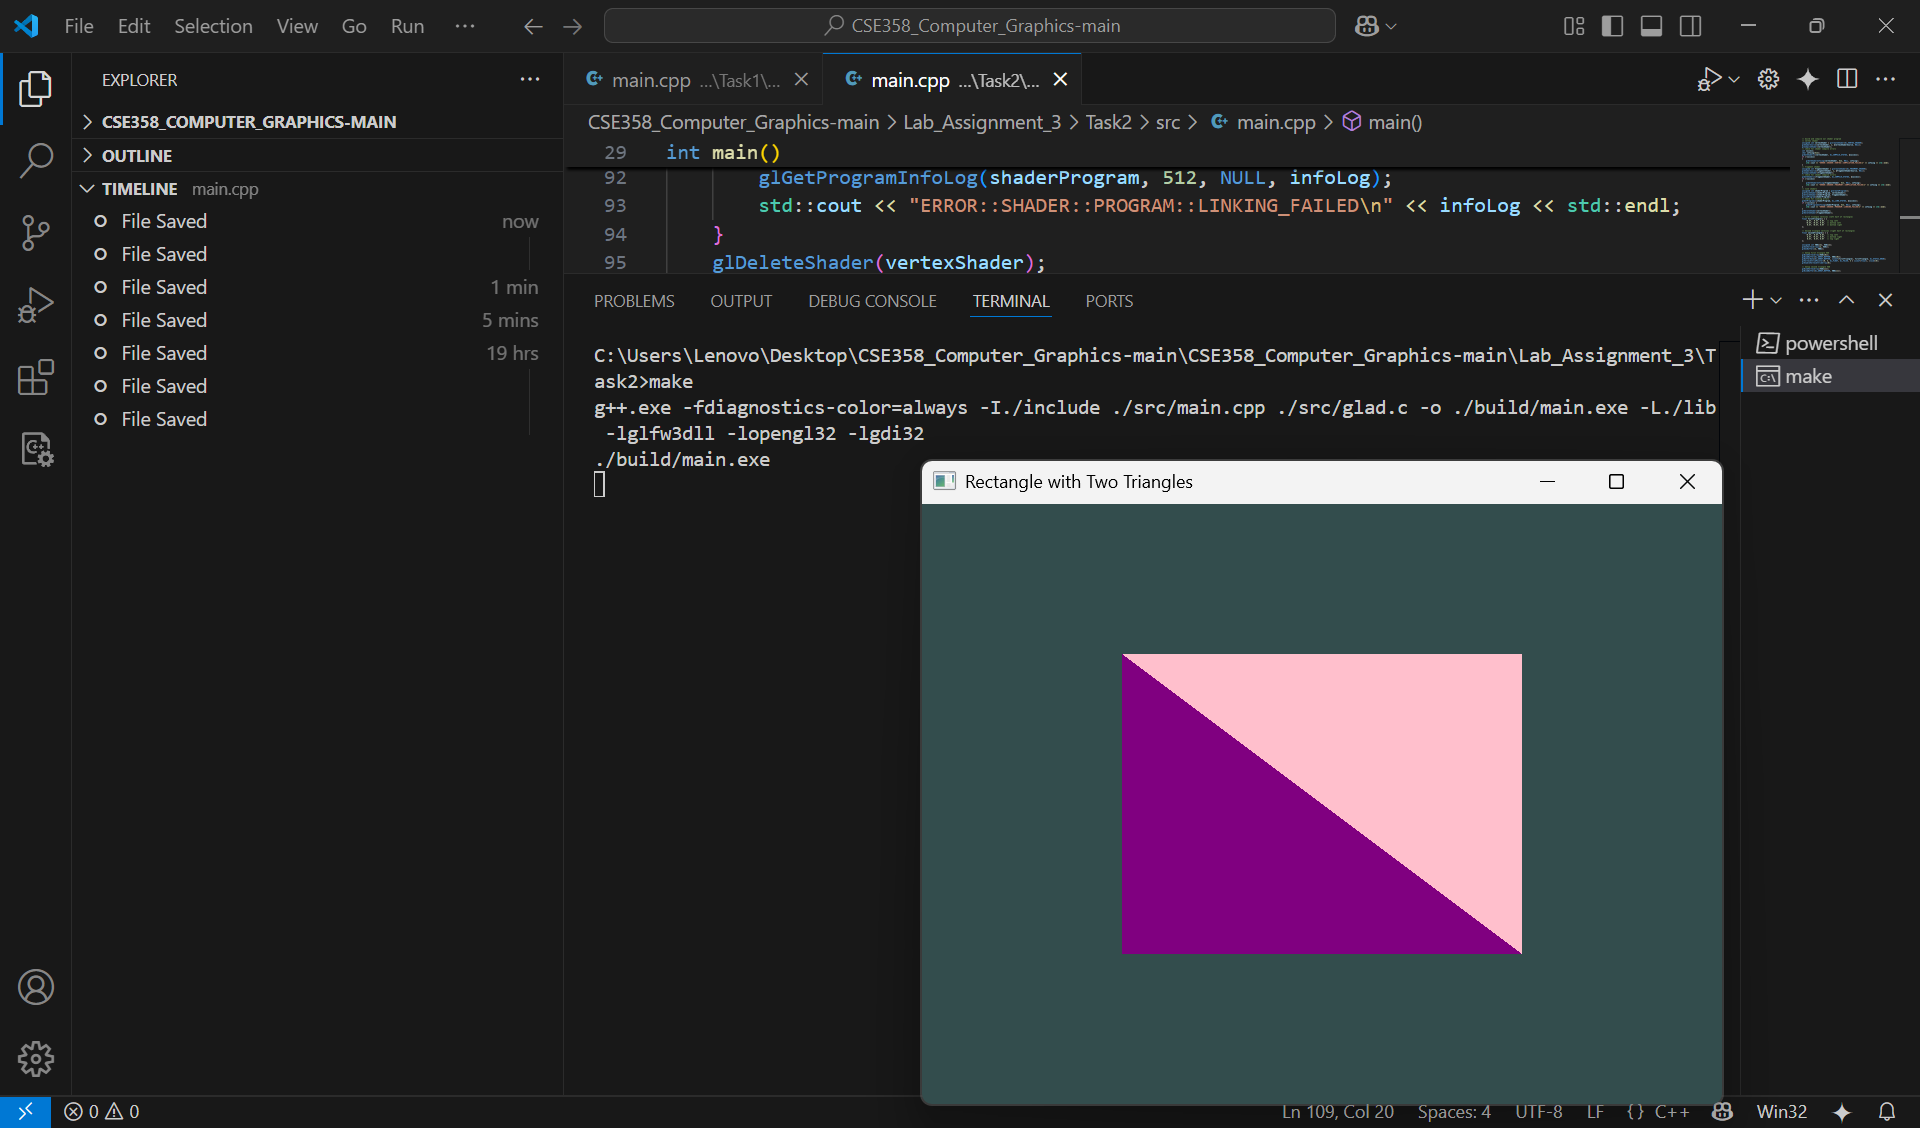 File Edit Selection View Go Run ···
CSE358_Computer_Graphics-main
EXPLORER
CSE358_COMPUTER_GRAPHICS-MAIN
OUTLINE
TIMELINE main.cpp
File Saved now
File Saved
File Saved 1 min
File Saved 5 mins
File Saved 19 hrs
File Saved
File Saved
main.cpp ...\Task1\...
main.cpp ...\Task2\...
CSE358_Computer_Graphics-main > Lab_Assignment_3 > Task2 > src > main.cpp > main()
29 int main()
92 glGetProgramInfoLog(shaderProgram, 512, NULL, infoLog);
93 std::cout << "ERROR::SHADER::PROGRAM::LINKING_FAILED\n" << infoLog << std::endl;
94 }
95 glDeleteShader(vertexShader);
PROBLEMS OUTPUT DEBUG CONSOLE TERMINAL PORTS
C:\Users\Lenovo\Desktop\CSE358_Computer_Graphics-main\CSE358_Computer_Graphics-main\Lab_Assignment_3\T
ask2>make
g++.exe -fdiagnostics-color=always -I./include ./src/main.cpp ./src/glad.c -o ./build/main.exe -L./lib
-lglfw3dll -lopengl32 -lgdi32
./build/main.exe
powershell
make
Rectangle with Two Triangles
0 0
Ln 109, Col 20 Spaces: 4 UTF-8 LF {} C++ Win32